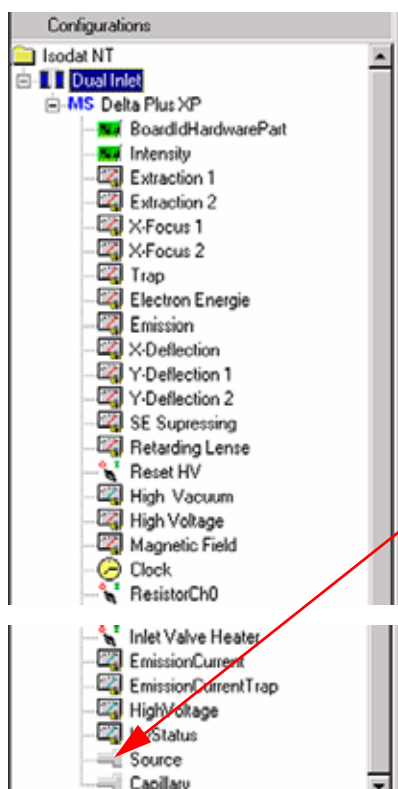 Configurations
Isodat NT
Dual Inlet
MS Delta Plus XP
BoardIdHardwarePart
Intensity
Extraction 1
Extraction 2
X-Focus 1
X-Focus 2
Trap
Electron Energie
Emission
X-Deflection
Y-Deflection 1
Y-Deflection 2
SE Supressing
Retarding Lense
Reset HV
High Vacuum
High Voltage
Magnetic Field
Clock
ResistorCh0
Inlet Valve Heater
EmissionCurrent
EmissionCurrentTrap
HighVoltage
Status
Source
Capillary